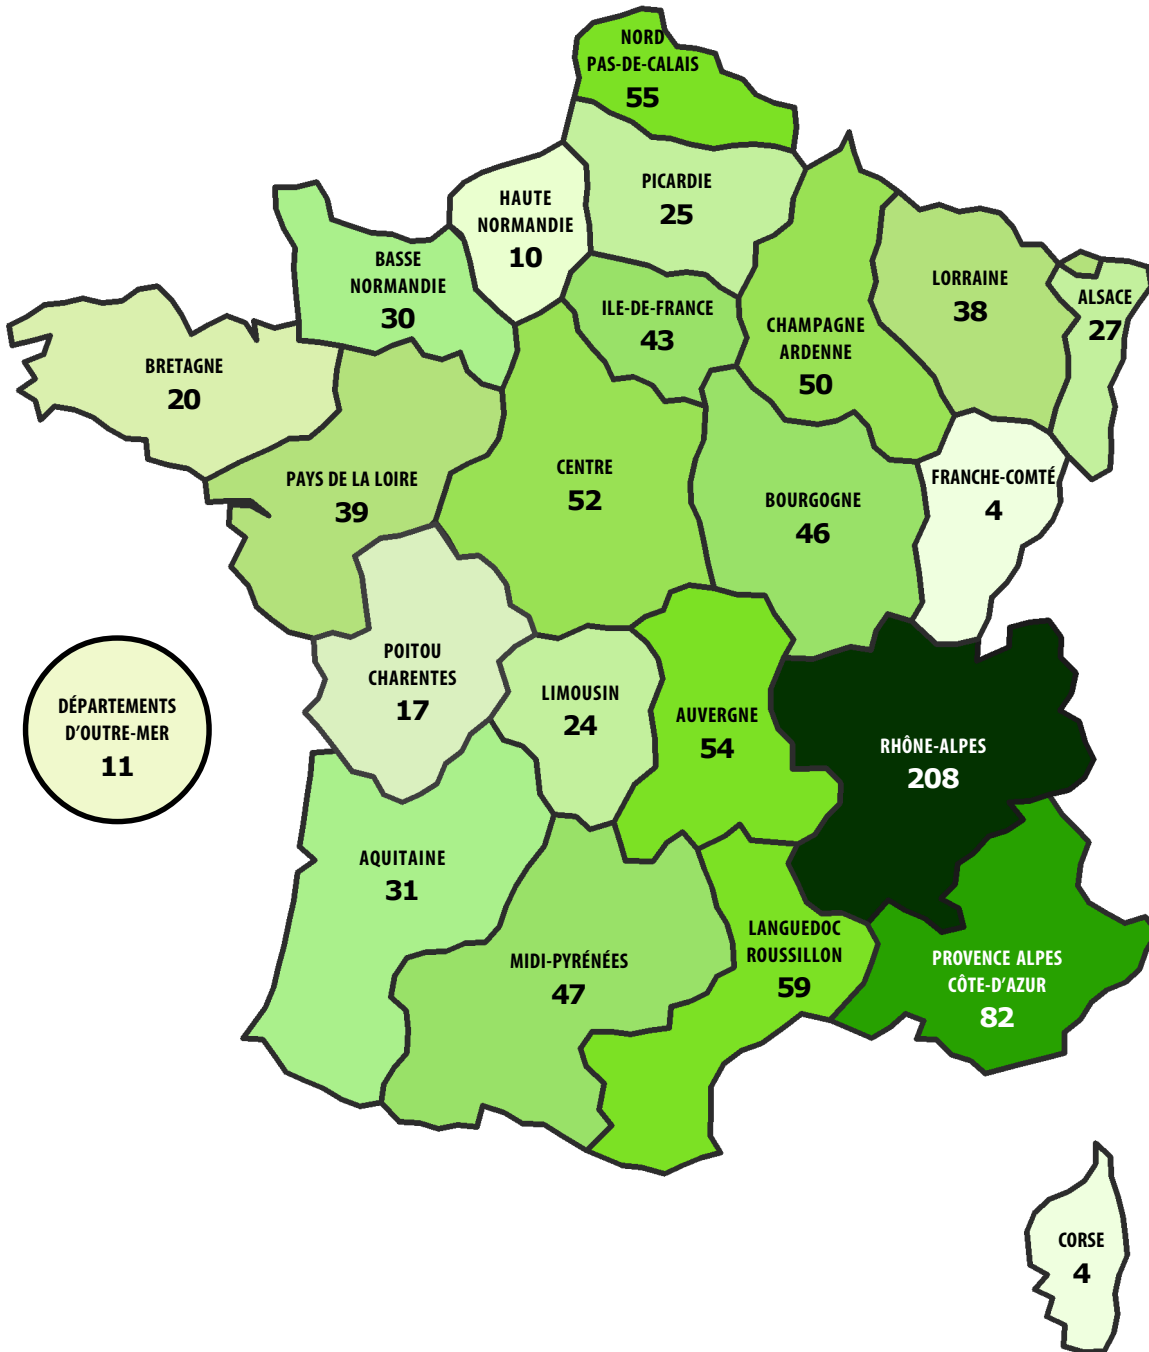 NORD
PAS-DE-CALAIS
55
PICARDIE
25
HAUTE
NORMANDIE
10
BASSE
NORMANDIE
30
ILE-DE-FRANCE
43
CHAMPAGNE
ARDENNE
50
LORRAINE
38
ALSACE
27
BRETAGNE
20
PAYS DE LA LOIRE
39
CENTRE
52
BOURGOGNE
46
FRANCHE-COMTÉ
4
POITOU
CHARENTES
17
LIMOUSIN
24
AUVERGNE
54
RHÔNE-ALPES
208
DÉPARTEMENTS
D'OUTRE-MER
11
AQUITAINE
31
MIDI-PYRÉNÉES
47
LANGUEDOC
ROUSSILLON
59
PROVENCE ALPES
CÔTE-D'AZUR
82
CORSE
4